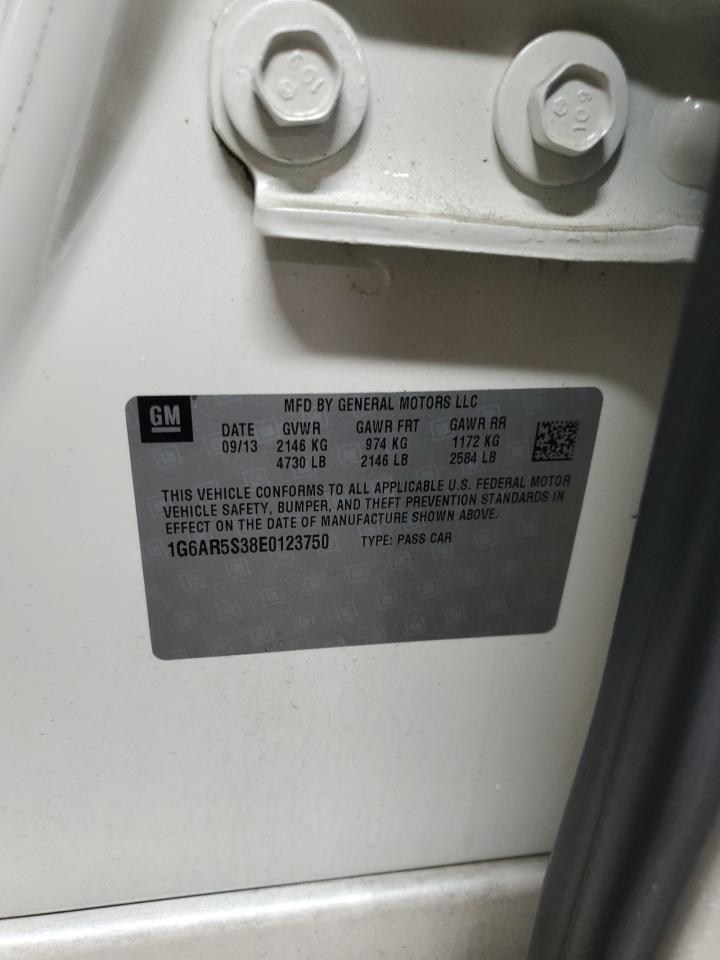 109
109
GM
MFD BY GENERAL MOTORS LLC
DATE GVWR GAWR FRT GAWR RR
09/13 2146 KG 974 KG 1172 KG
4730 LB 2146 LB 2584 LB
THIS VEHICLE CONFORMS TO ALL APPLICABLE U.S. FEDERAL MOTOR
VEHICLE SAFETY, BUMPER, AND THEFT PREVENTION STANDARDS IN
EFFECT ON THE DATE OF MANUFACTURE SHOWN ABOVE.
1G6AR5S38E0123750 TYPE: PASS CAR